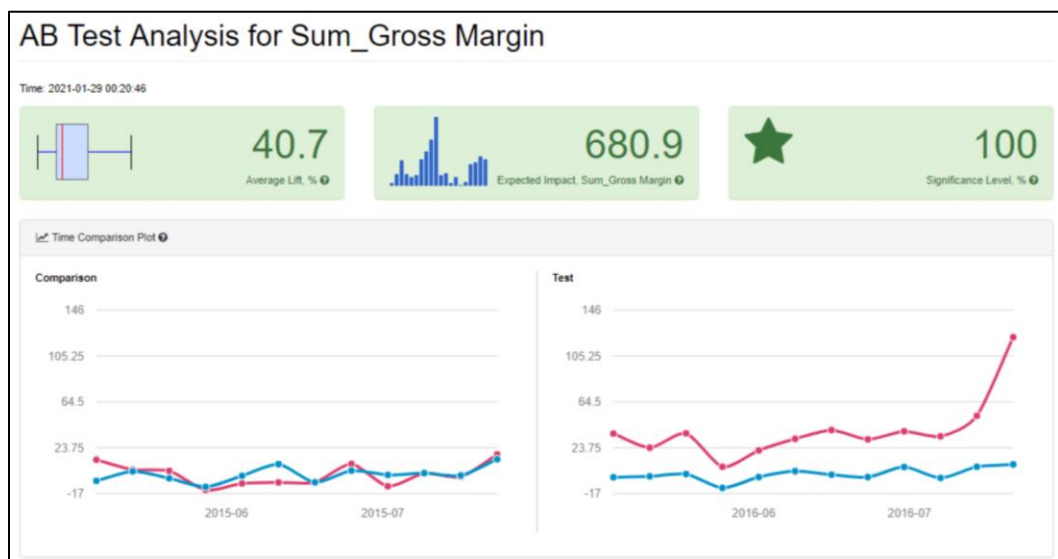 AB Test Analysis for Sum_Gross Margin
Time: 2021-01-29 00:20:46
40.7
Average Lift, % ?
680.9
Expected Impact, Sum_Gross Margin ?
100
Significance Level, % ?
Time Comparison Plot ?
Comparison
146
105.25
64.5
23.75
-17
2015-06 2015-07
Test
146
105.25
64.5
23.75
-17
2016-06 2016-07